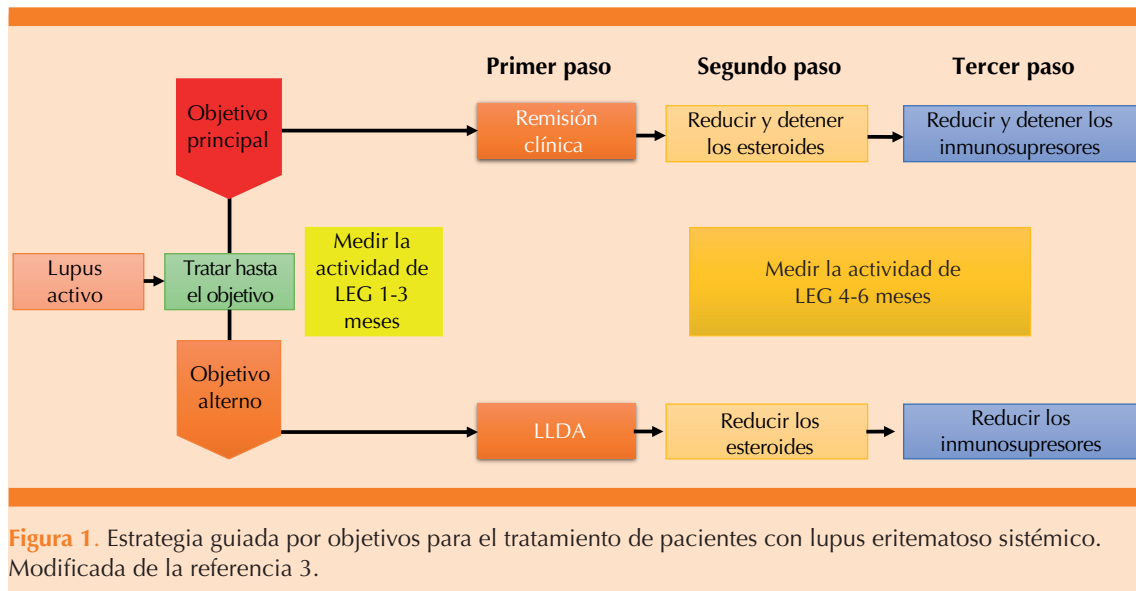 Primer paso
Segundo paso
Tercer paso
Objetivo
principal
Remisión
clínica
Reducir y detener
los esteroides
Reducir y detener los
inmunosupresores
Lupus
activo
Tratar hasta
el objetivo
Medir la
actividad de
LEG 1-3
meses
Medir la actividad de
LEG 4-6 meses
Objetivo
alterno
LLDA
Reducir los
esteroides
Reducir los
inmunosupresores
Figura 1. Estrategia guiada por objetivos para el tratamiento de pacientes con lupus eritematoso sistémico.
Modificada de la referencia 3.